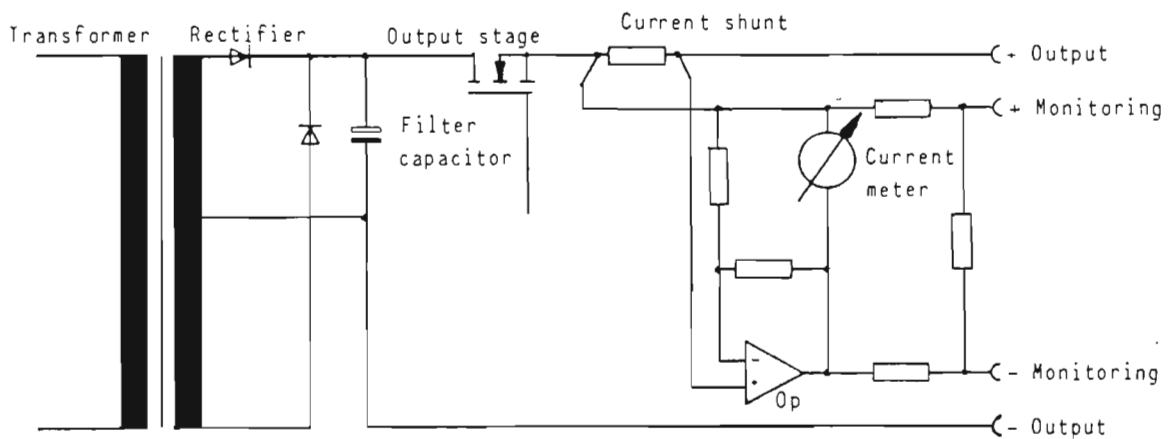 Transformer
Rectifier
Output stage
Current shunt
+ Output
+ Monitoring
Filter
capacitor
Current
meter
-
+
Op
- Monitoring
- Output